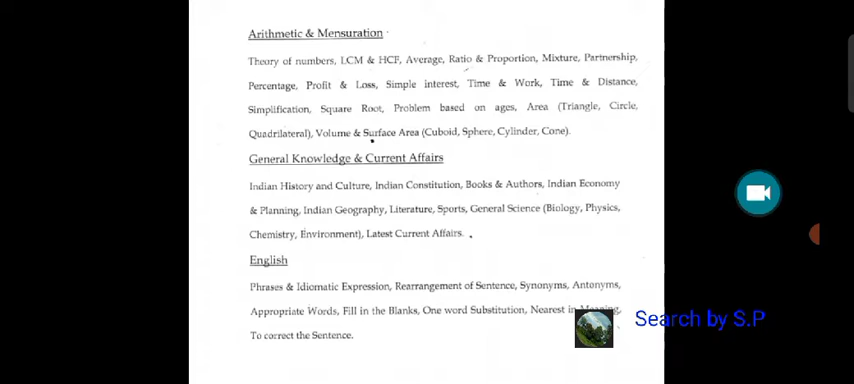 Arithmetic & Mensuration
Theory of numbers, LCM & HCF, Average, Ratio & Proportion, Mixture, Partnership,
Percentage, Profit & Loss, Simple interest, Time & Work, Time & Distance,
Simplification, Square Root, Problem based on ages, Area (Triangle, Circle,
Quadrilateral), Volume & Surface Area (Cuboid, Sphere, Cylinder, Cone).
General Knowledge & Current Affairs
Indian History and Culture, Indian Constitution, Books & Authors, Indian Economy
& Planning, Indian Geography, Literature, Sports, General Science (Biology, Physics,
Chemistry, Environment), Latest Current Affairs.
English
Phrases & Idiomatic Expression, Rearrangement of Sentence, Synonyms, Antonyms,
Appropriate Words, Fill in the Blanks, One word Substitution, Nearest in Meaning,
To correct the Sentence.
Search by S.P